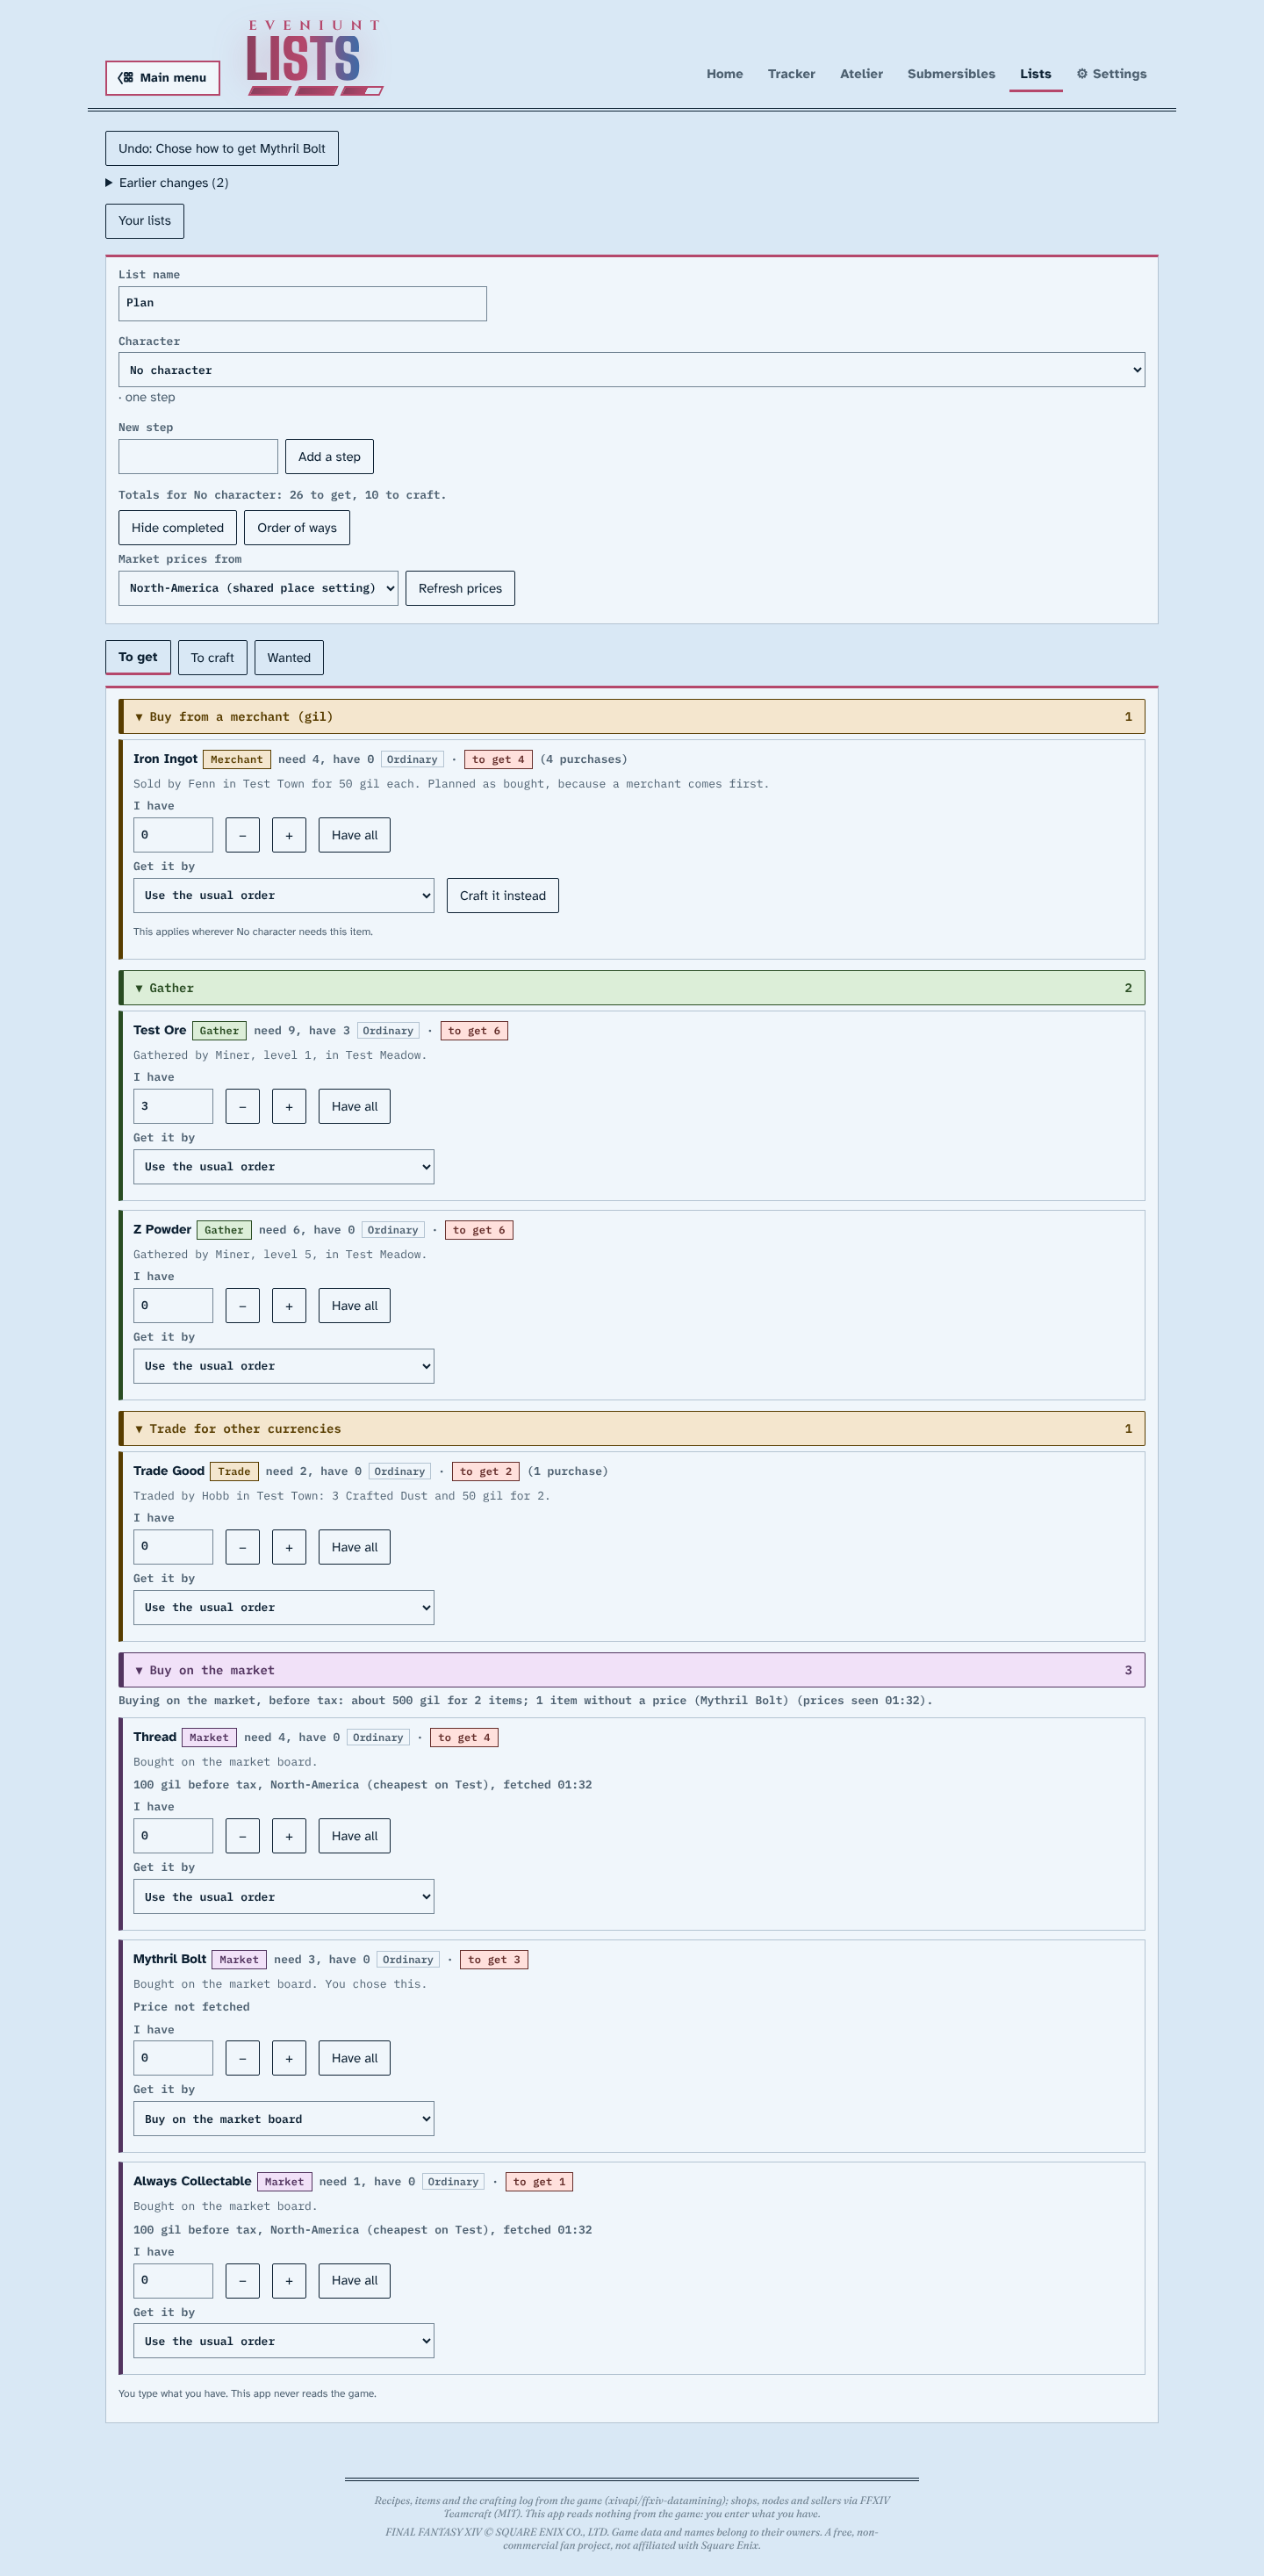 EVENIUNT
LISTS
Main menu
Home Tracker Atelier Submersibles Lists ⚙ Settings
Undo: Chose how to get Mythril Bolt
▶ Earlier changes (2)
Your lists
List name
Plan
Character
No character
· one step
New step
Add a step
Totals for No character: 26 to get, 10 to craft.
Hide completed Order of ways
Market prices from
North-America (shared place setting) Refresh prices
To get To craft Wanted
▼ Buy from a merchant (gil) 1
Iron Ingot Merchant need 4, have 0 Ordinary · to get 4 (4 purchases)
Sold by Fenn in Test Town for 50 gil each. Planned as bought, because a merchant comes first.
I have
0 − + Have all
Get it by
Use the usual order Craft it instead
This applies wherever No character needs this item.
▼ Gather 2
Test Ore Gather need 9, have 3 Ordinary · to get 6
Gathered by Miner, level 1, in Test Meadow.
I have
3 − + Have all
Get it by
Use the usual order
Z Powder Gather need 6, have 0 Ordinary · to get 6
Gathered by Miner, level 5, in Test Meadow.
I have
0 − + Have all
Get it by
Use the usual order
▼ Trade for other currencies 1
Trade Good Trade need 2, have 0 Ordinary · to get 2 (1 purchase)
Traded by Hobb in Test Town: 3 Crafted Dust and 50 gil for 2.
I have
0 − + Have all
Get it by
Use the usual order
▼ Buy on the market 3
Buying on the market, before tax: about 500 gil for 2 items; 1 item without a price (Mythril Bolt) (prices seen 01:32).
Thread Market need 4, have 0 Ordinary · to get 4
Bought on the market board.
100 gil before tax, North-America (cheapest on Test), fetched 01:32
I have
0 − + Have all
Get it by
Use the usual order
Mythril Bolt Market need 3, have 0 Ordinary · to get 3
Bought on the market board. You chose this.
Price not fetched
I have
0 − + Have all
Get it by
Buy on the market board
Always Collectable Market need 1, have 0 Ordinary · to get 1
Bought on the market board.
100 gil before tax, North-America (cheapest on Test), fetched 01:32
I have
0 − + Have all
Get it by
Use the usual order
You type what you have. This app never reads the game.
Recipes, items and the crafting log from the game (xivapi/ffxiv-datamining); shops, nodes and sellers via FFXIV
Teamcraft (MIT). This app reads nothing from the game: you enter what you have.
FINAL FANTASY XIV © SQUARE ENIX CO., LTD. Game data and names belong to their owners. A free, non-
commercial fan project, not affiliated with Square Enix.